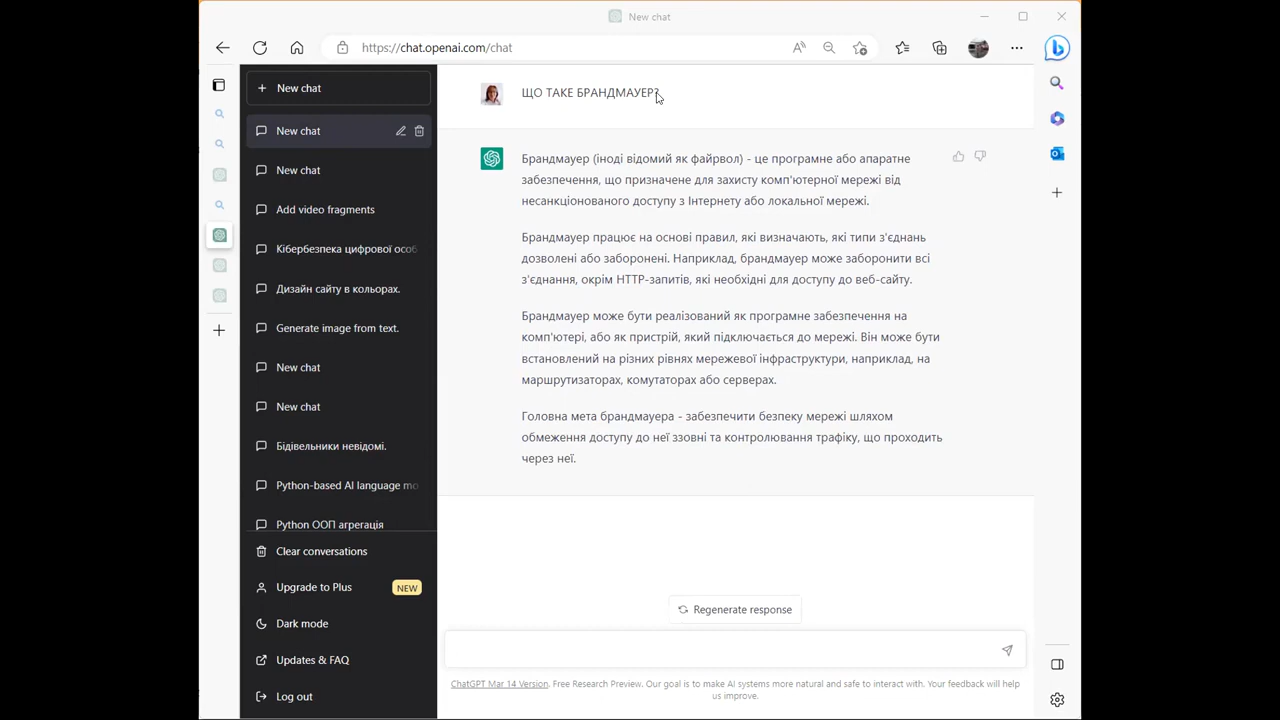 New chat
https://chat.openai.com/chat
New chat
New chat
New chat
Add video fragments
Кібербезпека цифрової особ
Дизайн сайту в кольорах.
Generate image from text.
New chat
New chat
Бідівельники невідомі.
Python-based AI language mo
Python ООП агрегація
Clear conversations
Upgrade to Plus
NEW
Dark mode
Updates & FAQ
Log out
ЩО ТАКЕ БРАНДМАУЕР?
Брандмауер (іноді відомий як файрвол) - це програмне або апаратне
забезпечення, що призначене для захисту комп'ютерної мережі від
несанкціонованого доступу з Інтернету або локальної мережі.
Брандмауер працює на основі правил, які визначають, які типи з'єднань
дозволені або заборонені. Наприклад, брандмауер може заборонити всі
з'єднання, окрім HTTP-запитів, які необхідні для доступу до веб-сайту.
Брандмауер може бути реалізований як програмне забезпечення на
комп'ютері, або як пристрій, який підключається до мережі. Він може бути
встановлений на різних рівнях мережевої інфраструктури, наприклад, на
маршрутизаторах, комутаторах або серверах.
Головна мета брандмауера - забезпечити безпеку мережі шляхом
обмеження доступу до неї ззовні та контролювання трафіку, що проходить
через неї.
Regenerate response
ChatGPT Mar 14 Version. Free Research Preview. Our goal is to make AI systems more natural and safe to interact with. Your feedback will help
us improve.